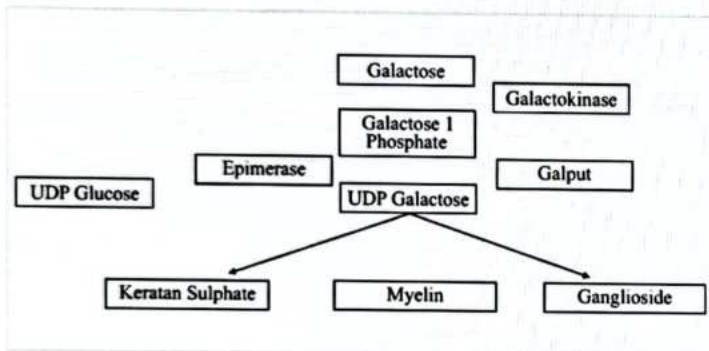 Galactose
Galactokinase
Galactose 1
Phosphate
Epimerase
Galput
UDP Glucose
UDP Galactose
Keratan Sulphate
Myelin
Ganglioside